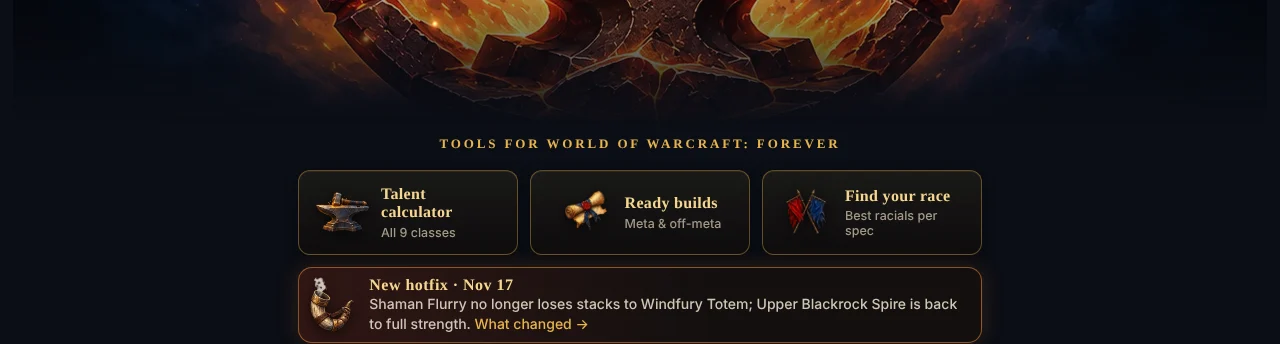 TOOLS FOR WORLD OF WARCRAFT: FOREVER
Talent
calculator
All 9 classes
Ready builds
Meta & off-meta
Find your race
Best racials per
spec
New hotfix · Nov 17
Shaman Flurry no longer loses stacks to Windfury Totem; Upper Blackrock Spire is back
to full strength. What changed →